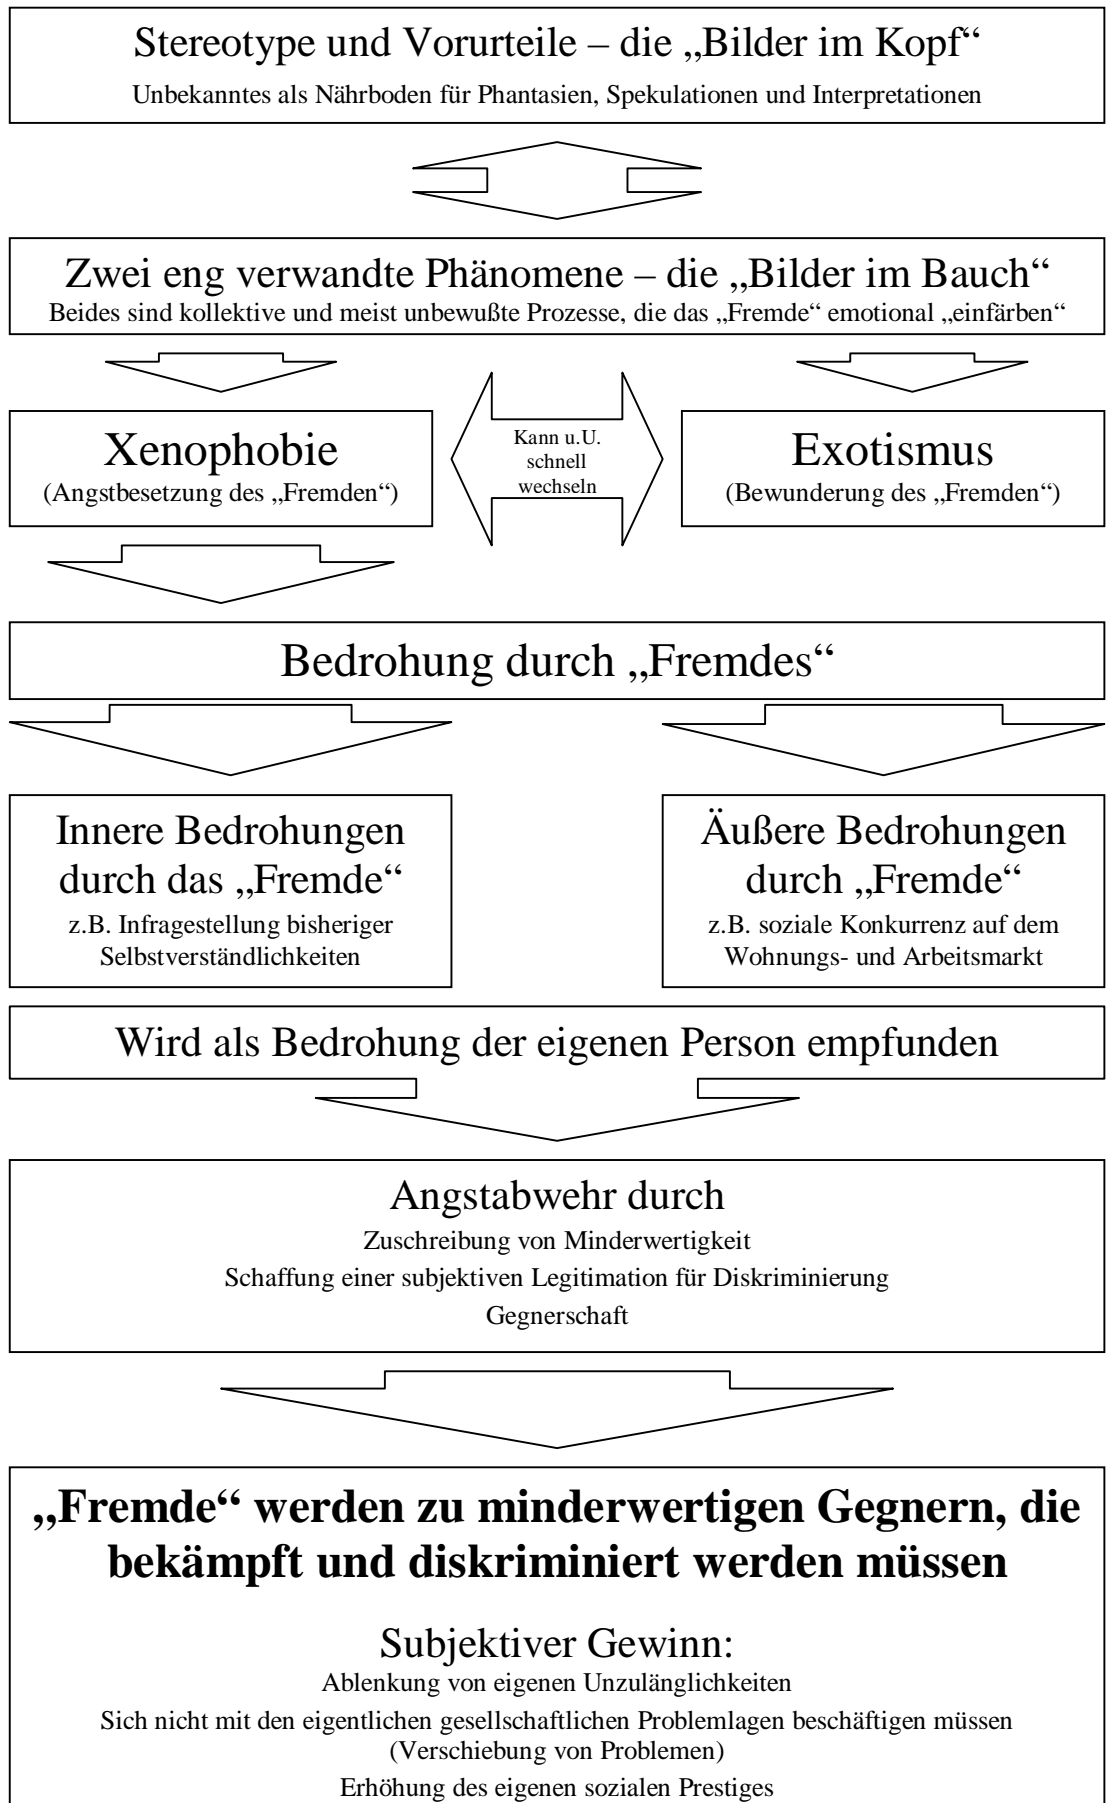 Stereotype und Vorurteile – die „Bilder im Kopf“
Unbekanntes als Nährboden für Phantasien, Spekulationen und Interpretationen
Zwei eng verwandte Phänomene – die „Bilder im Bauch“
Beides sind kollektive und meist unbewußte Prozesse, die das „Fremde“ emotional „einfärben“
Xenophobie
(Angstbesetzung des „Fremden“)
Kann u.U.
schnell
wechseln
Exotismus
(Bewunderung des „Fremden“)
Bedrohung durch „Fremdes“
Innere Bedrohungen
durch das „Fremde“
z.B. Infragestellung bisheriger
Selbstverständlichkeiten
Äußere Bedrohungen
durch „Fremde“
z.B. soziale Konkurrenz auf dem
Wohnungs- und Arbeitsmarkt
Wird als Bedrohung der eigenen Person empfunden
Angstabwehr durch
Zuschreibung von Minderwertigkeit
Schaffung einer subjektiven Legitimation für Diskriminierung
Gegnerschaft
„Fremde“ werden zu minderwertigen Gegnern, die
bekämpft und diskriminiert werden müssen
Subjektiver Gewinn:
Ablenkung von eigenen Unzulänglichkeiten
Sich nicht mit den eigentlichen gesellschaftlichen Problemlagen beschäftigen müssen
(Verschiebung von Problemen)
Erhöhung des eigenen sozialen Prestiges